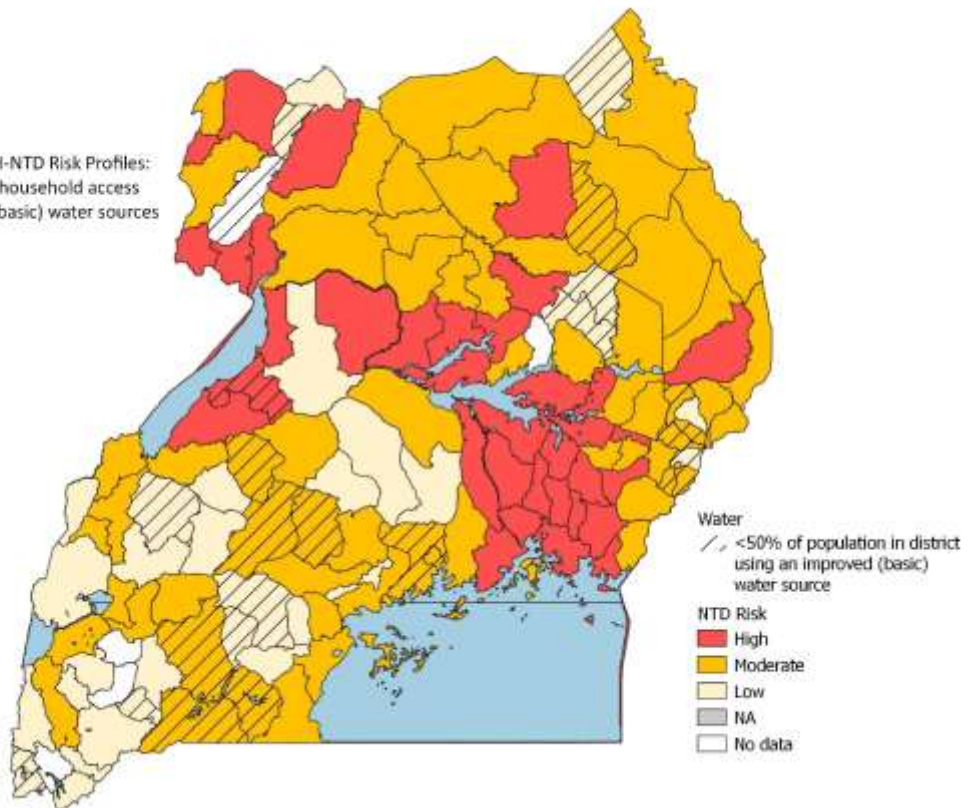 I-NTD Risk Profiles:
household access
basic) water sources
Water
<50% of population in district
using an improved (basic)
water source
NTD Risk
High
Moderate
Low
NA
No data